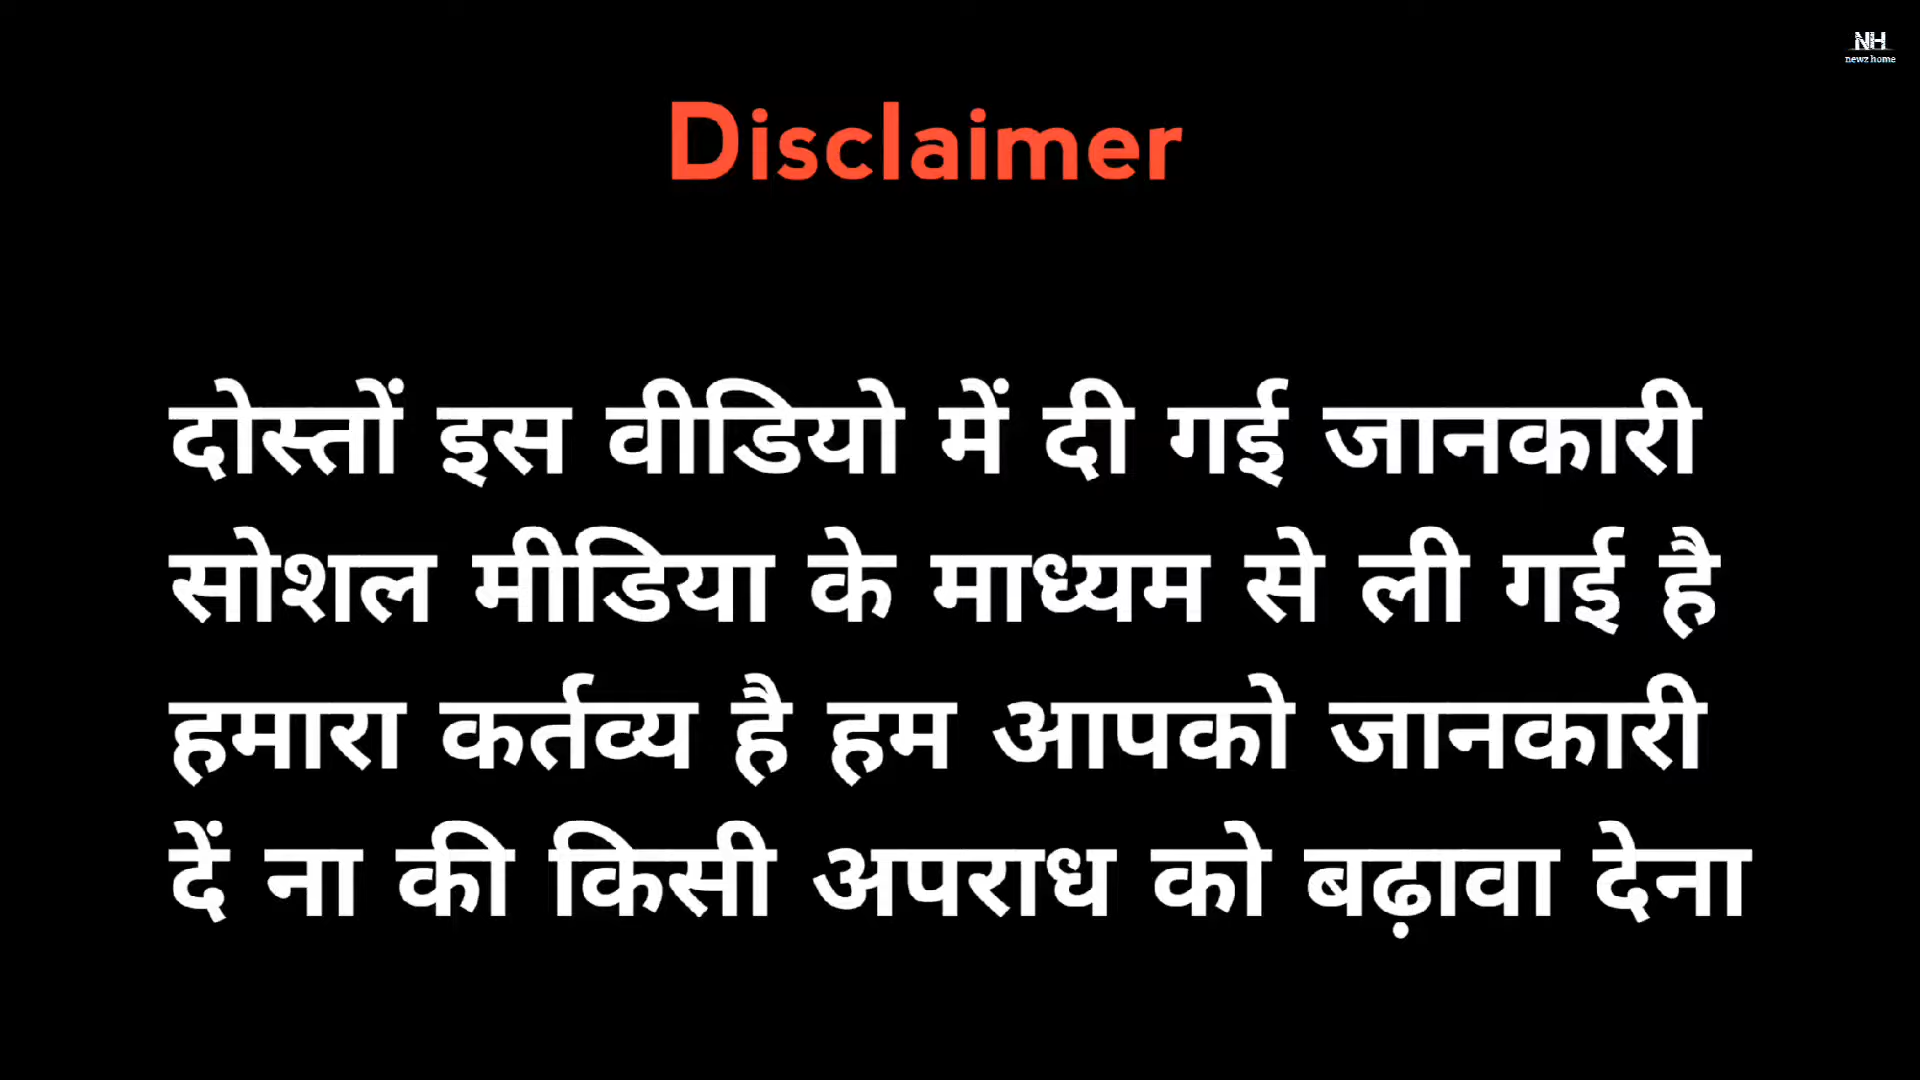 NH
newz home
Disclaimer
दोस्तों इस वीडियो में दी गई जानकारी
सोशल मीडिया के माध्यम से ली गई है
हमारा कर्तव्य है हम आपको जानकारी
दें ना की किसी अपराध को बढ़ावा देना